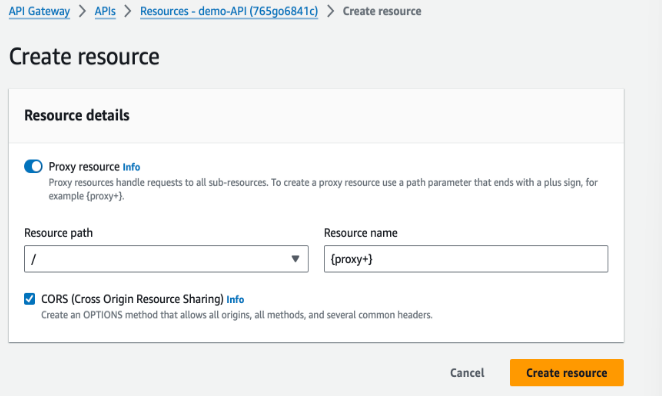 API Gateway > APIs > Resources - demo-API (765go6841c) > Create resource
Create resource
Resource details
Proxy resource Info
Proxy resources handle requests to all sub-resources. To create a proxy resource use a path parameter that ends with a plus sign, for
example {proxy+}.
Resource path Resource name
/ {proxy+}
CORS (Cross Origin Resource Sharing) Info
Create an OPTIONS method that allows all origins, all methods, and several common headers.
Cancel Create resource